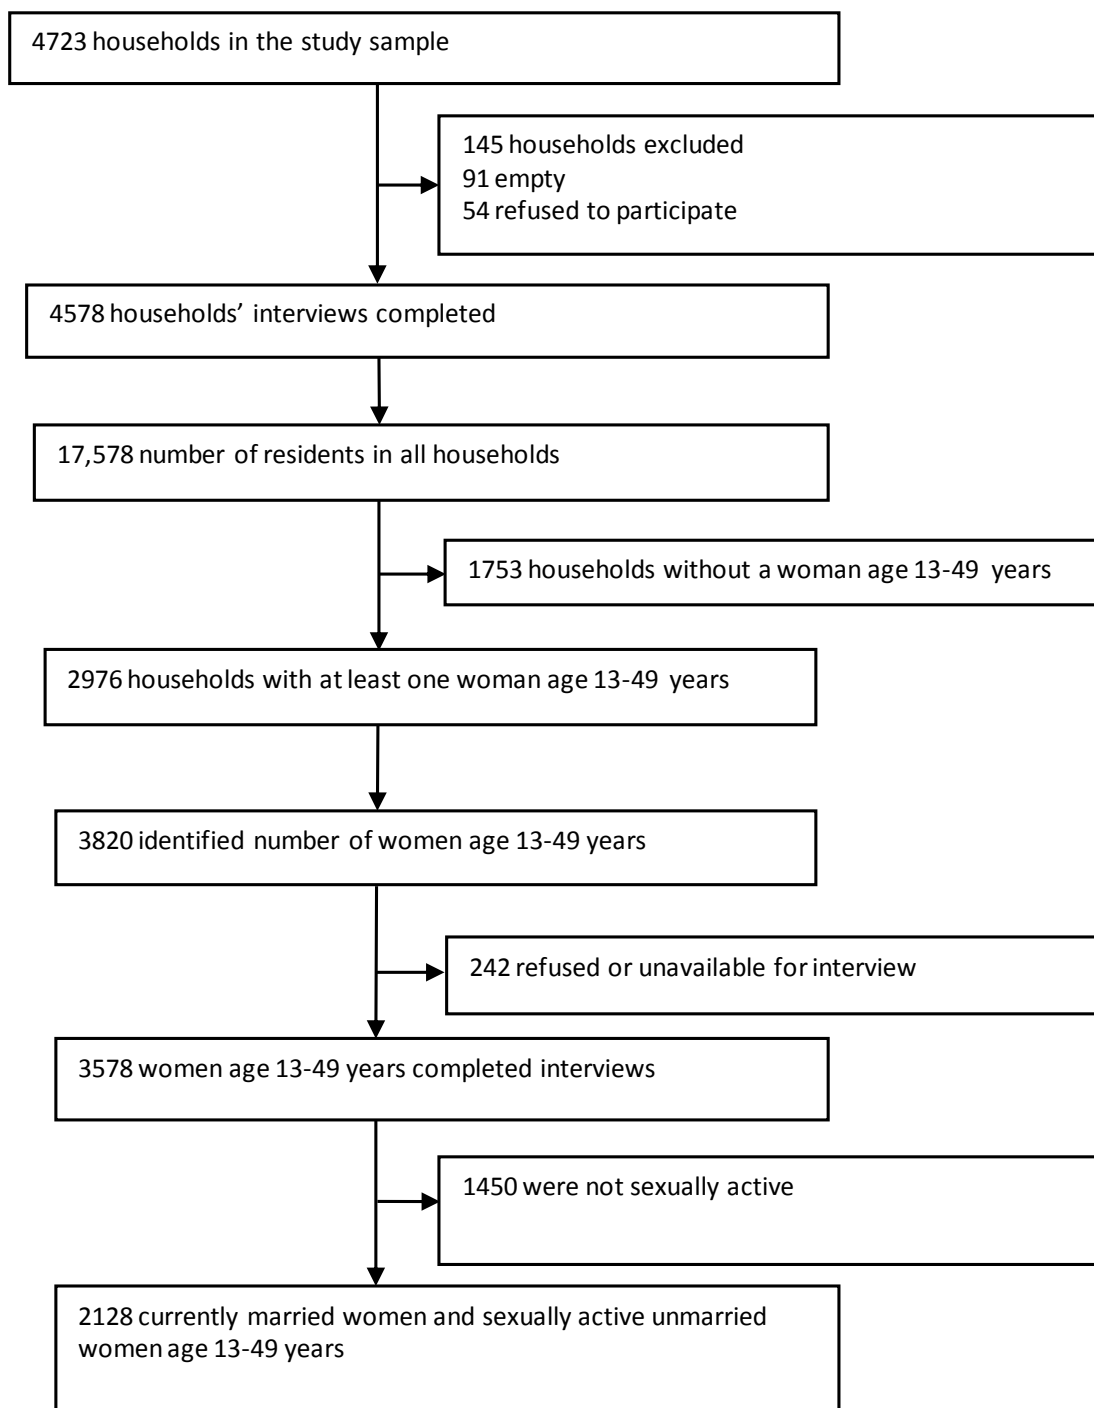 4723 households in the study sample
145 households excluded
91 empty
54 refused to participate
4578 households’ interviews completed
17,578 number of residents in all households
1753 households without a woman age 13-49 years
2976 households with at least one woman age 13-49 years
3820 identified number of women age 13-49 years
242 refused or unavailable for interview
3578 women age 13-49 years completed interviews
1450 were not sexually active
2128 currently married women and sexually active unmarried
women age 13-49 years